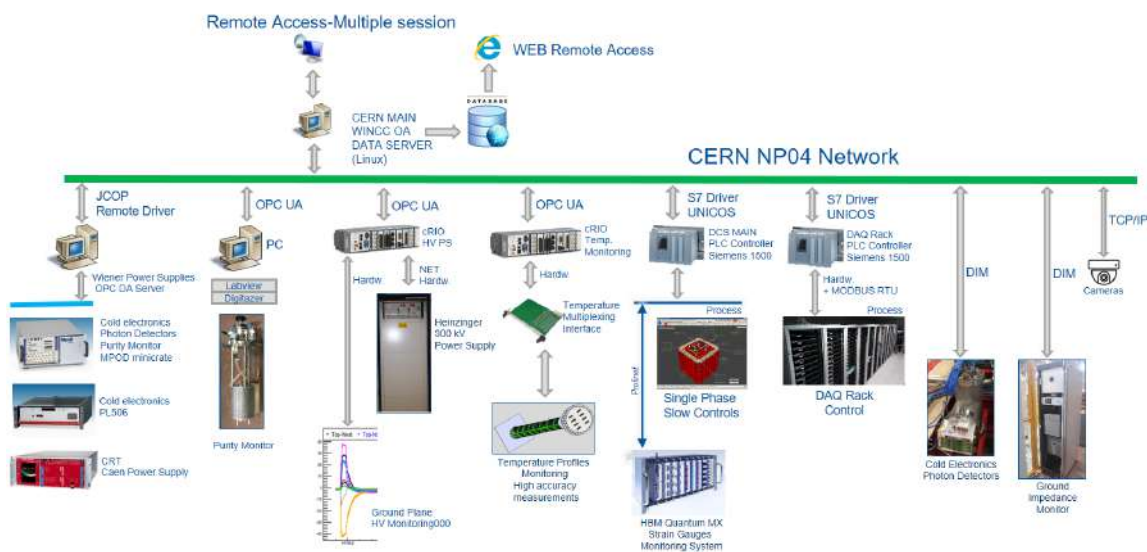 Remote Access-Multiple session
WEB Remote Access
DATABASE
CERN MAIN
WINCC OA
DATA SERVER
(Linux)
CERN NP04 Network
JCOP
Remote Driver
OPC UA
OPC UA
OPC UA
S7 Driver
UNICOS
S7 Driver
UNICOS
TCP/IP
PC
cRIO
HV PS
cRIO
Temp.
Monitoring
DCS MAIN
PLC Controller
Siemens 1500
DAQ Rack
PLC Controller
Siemens 1500
DIM
DIM
Cameras
Wiener Power Supplies
OPC DA Server
Labview
Digitazer
Hardw
NET
Hardw.
Hardw
Hardw
+ MODBUS RTU
Process
Process
Cold electronics
Photon Detectors
Purity Monitor
MPOD minicrate
Heinzinger
300 kV
Power Supply
Temperature
Multiplexing
Interface
Profinet
Single Phase
Slow Controls
DAQ Rack
Control
Cold electronics
PL506
Purity Monitor
CRT
Caen Power Supply
Temperature Profiles
Monitoring
High accuracy
measurements
Cold Electronics
Photon Detectors
Ground
Impedance
Monitor
Ground Plane
HV Monitoring000
HBM Quantum MX
Strain Gauges
Monitoring System